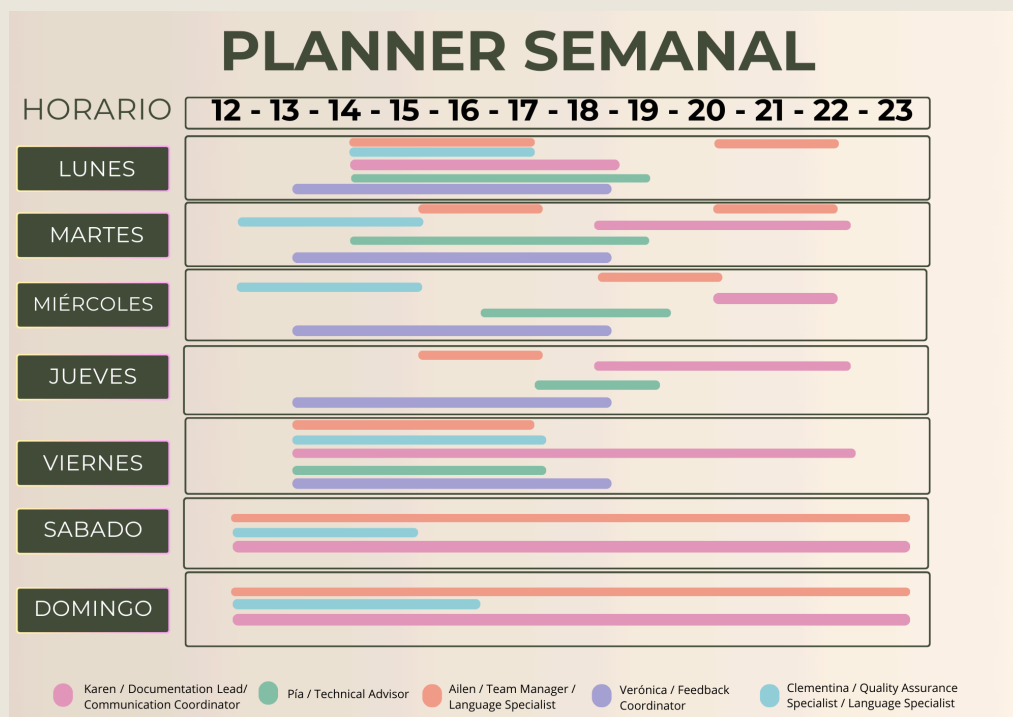 PLANNER SEMANAL
HORARIO
12 - 13 - 14 - 15 - 16 - 17 - 18 - 19 - 20 - 21 - 22 - 23
LUNES
MARTES
MIÉRCOLES
JUEVES
VIERNES
SABADO
DOMINGO
Karen / Documentation Lead/
Communication Coordinator
Pía / Technical Advisor
Ailen / Team Manager /
Language Specialist
Verónica / Feedback
Coordinator
Clementina / Quality Assurance
Specialist / Language Specialist